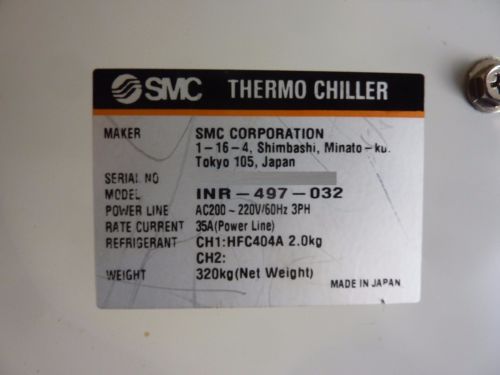 SMC THERMO CHILLER
MAKER SMC CORPORATION
1-16-4, Shimbashi, Minato-ku.
Tokyo 105, Japan
SERIAL NO
MODEL INR-497-032
POWER LINE AC200~220V/60Hz 3PH
RATE CURRENT 35A(Power Line)
REFRIGERANT CH1:HFC404A 2.0kg
CH2:
WEIGHT 320kg(Net Weight)
MADE IN JAPAN